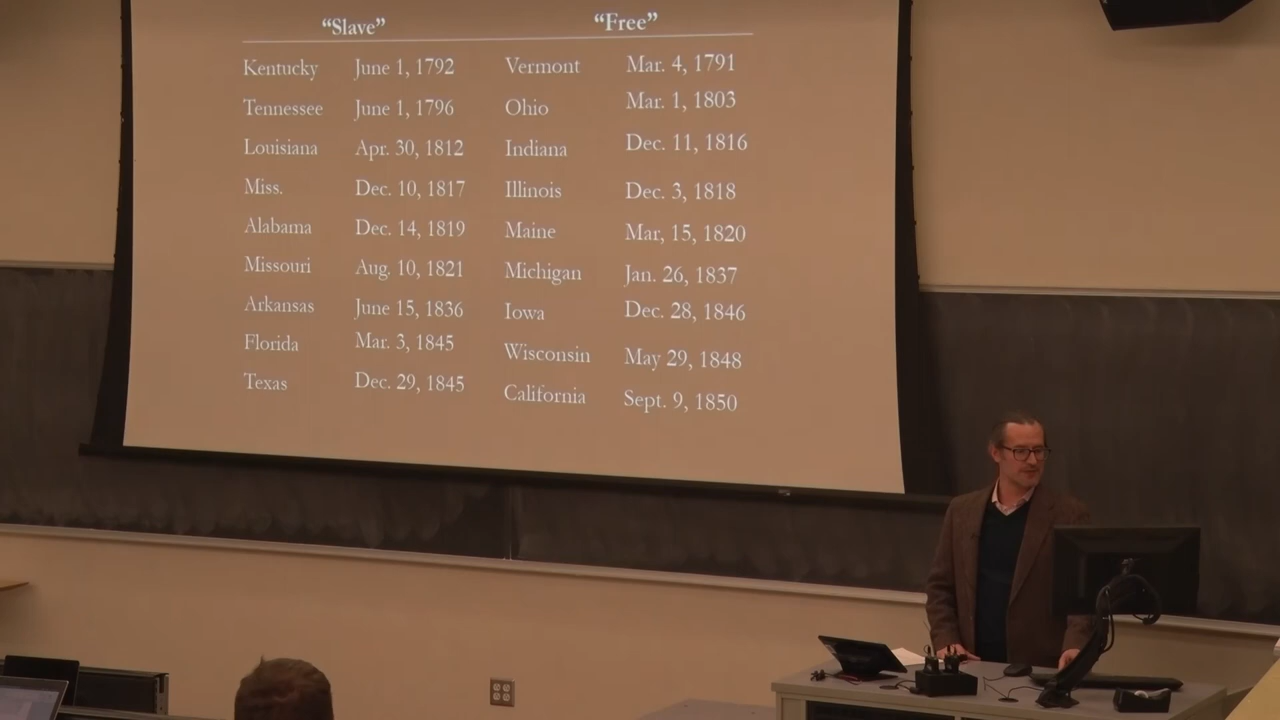 “Slave” “Free”
Kentucky June 1, 1792 Vermont Mar. 4, 1791
Tennessee June 1, 1796 Ohio Mar. 1, 1803
Louisiana Apr. 30, 1812 Indiana Dec. 11, 1816
Miss. Dec. 10, 1817 Illinois Dec. 3, 1818
Alabama Dec. 14, 1819 Maine Mar, 15, 1820
Missouri Aug. 10, 1821 Michigan Jan. 26, 1837
Arkansas June 15, 1836 Iowa Dec. 28, 1846
Florida Mar. 3, 1845 Wisconsin May 29, 1848
Texas Dec. 29, 1845 California Sept. 9, 1850